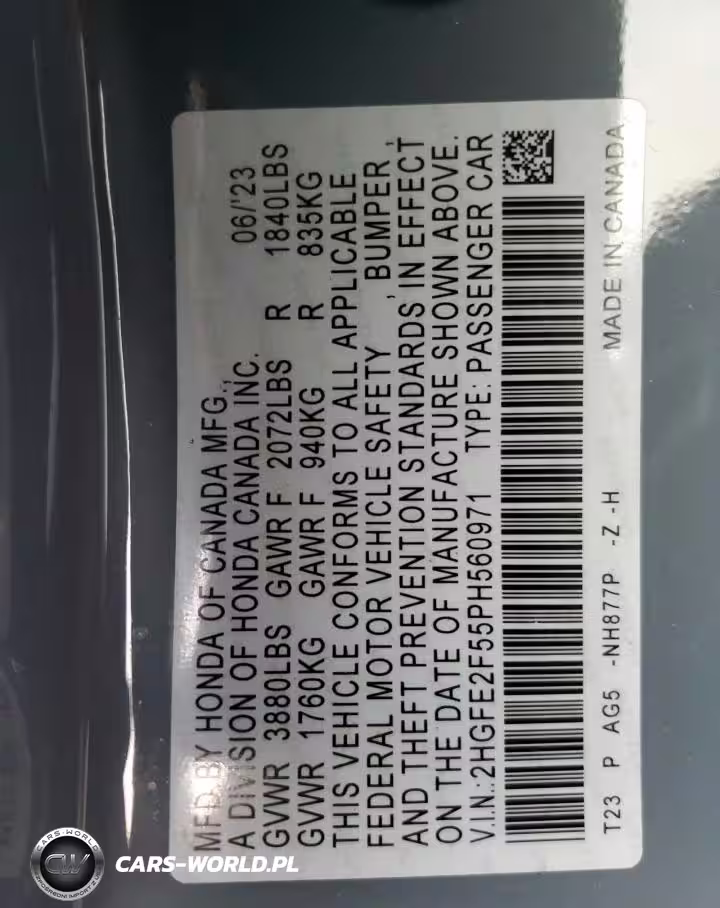 MFD.BY HONDA OF CANADA MFG.,
A DIVISION OF HONDA CANADA INC. 06/'23
GVWR 3880LBS GAWR F 2072LBS R 1840LBS
GVWR 1760KG GAWR F 940KG R 835KG
THIS VEHICLE CONFORMS TO ALL APPLICABLE
FEDERAL MOTOR VEHICLE SAFETY, BUMPER,
AND THEFT PREVENTION STANDARDS IN EFFECT
ON THE DATE OF MANUFACTURE SHOWN ABOVE.
V.I.N.:2HGFE2F55PH560971 TYPE: PASSENGER CAR
T23 P AG5 -NH877P -Z -H MADE IN CANADA
CARS-WORLD
CW
CARS-WORLD.PL